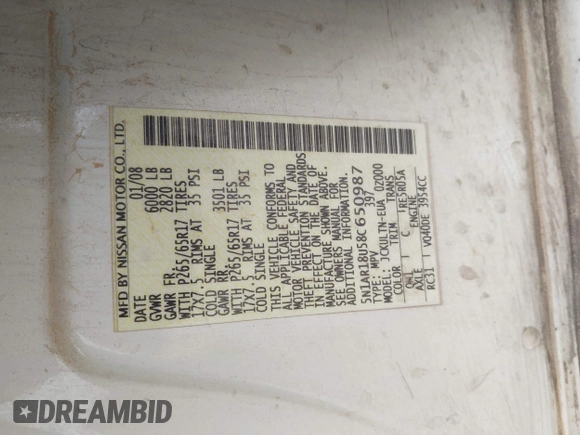 MFD BY NISSAN MOTOR CO., LTD.
DATE 01/08
GVWR 6000 LB
GAWR FR 2820 LB
WITH P265/65R17 TIRES
17X7.5 RIMS AT 35 PSI
COLD SINGLE
GAWR RR 3501 LB
WITH P265/65R17 TIRES
17X7.5 RIMS AT 35 PSI
COLD SINGLE
THIS VEHICLE CONFORMS TO
ALL APPLICABLE FEDERAL
MOTOR VEHICLE SAFETY AND
THEFT PREVENTION STANDARDS
IN EFFECT ON THE DATE OF
MANUFACTURE SHOWN ABOVE.
SEE OWNERS MANUAL FOR
ADDITIONAL INFORMATION.
5N1AR18U58C650987
TYPE: MPV 397
MODEL: JCKULTN-EUA 02000
COLOR TRIM TRANS
C RE5R05A
AXLE ENGINE
RC31 VQ40DE 3954CC
DREAMBID